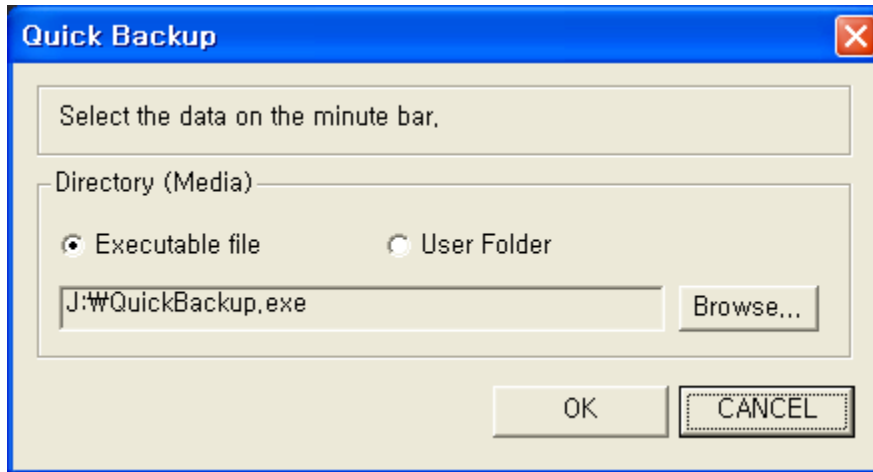 Quick Backup
Select the data on the minute bar,
Directory (Media)
Executable file User Folder
J:₩QuickBackup,exe Browse,,,
OK CANCEL